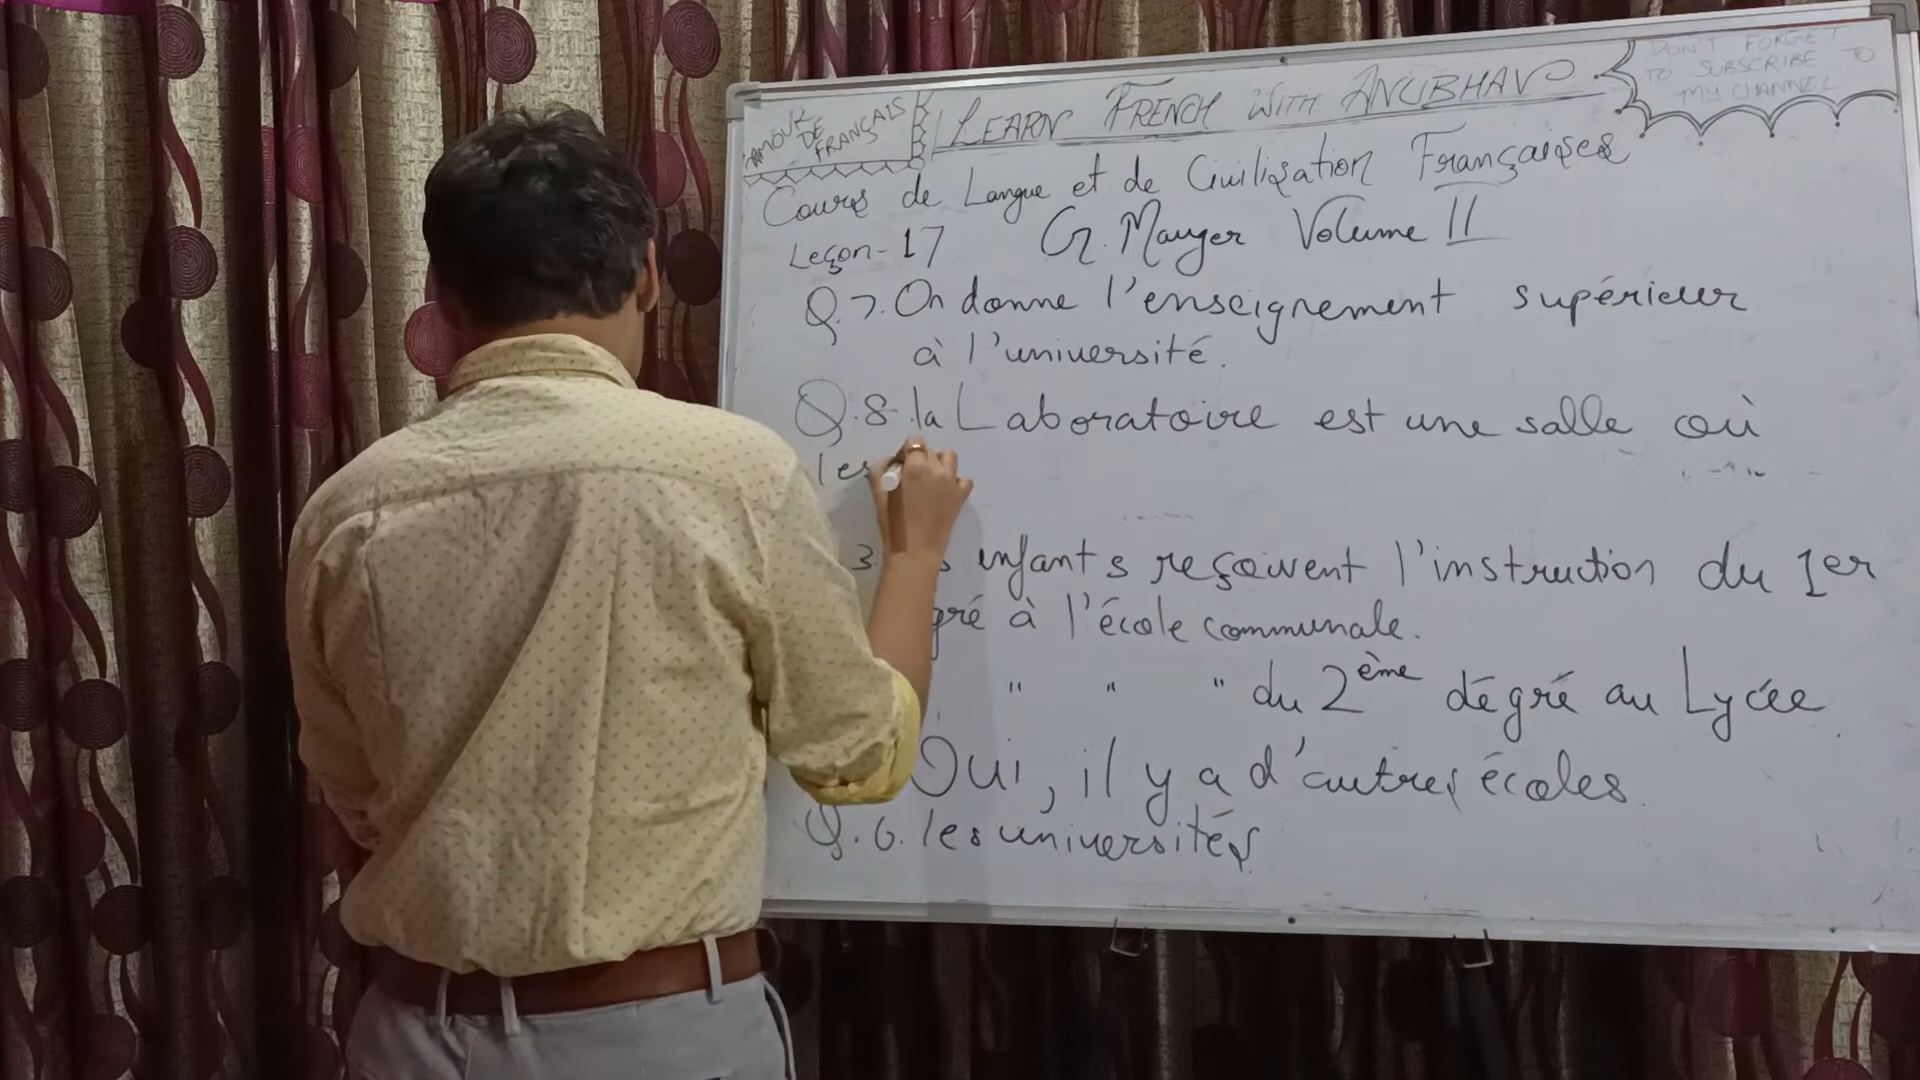 AMOUR DE FRANÇAIS
LEARN FRENCH WITH ANUBHAV
DON'T FORGET
TO SUBSCRIBE TO
MY CHANNEL
Cours de Langue et de Civilisation Françaises
Leçon-17 G. Mauger Volume II
Q.7. On donne l'enseignement supérieur
à l'université.
Q.8. la Laboratoire est une salle où
les
3. s enfants reçoivent l'instruction du 1er
gré à l'école communale.
" " " du 2ème dégré au Lycée
Oui, il y a d'autres écoles.
Q.6. les universités